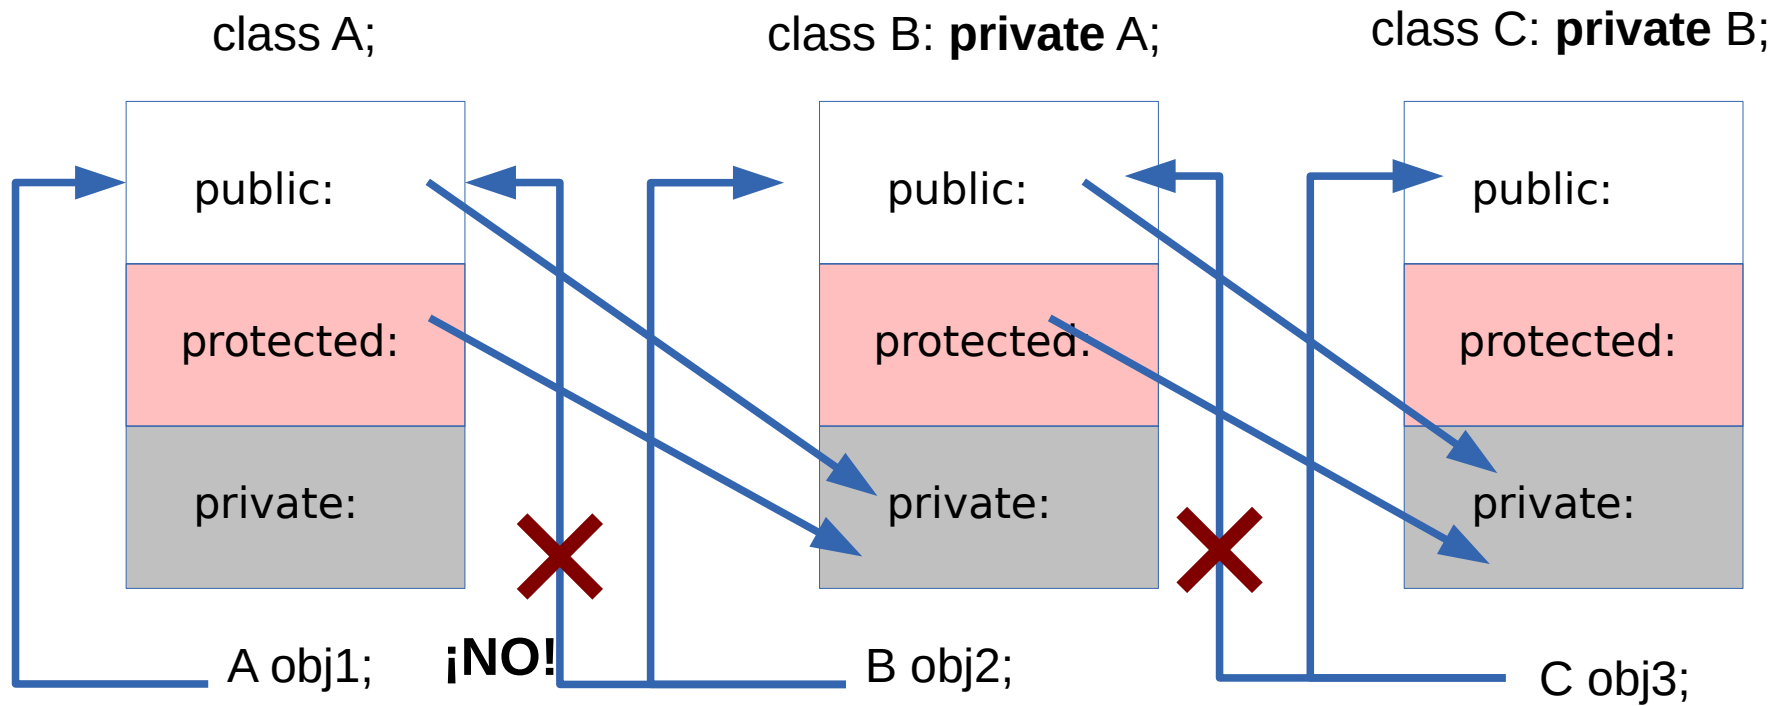 class A;
class B: private A;
class C: private B;
public:
public:
public:
protected:
protected:
protected:
private:
private:
private:
A obj1;
¡NO!
B obj2;
C obj3;